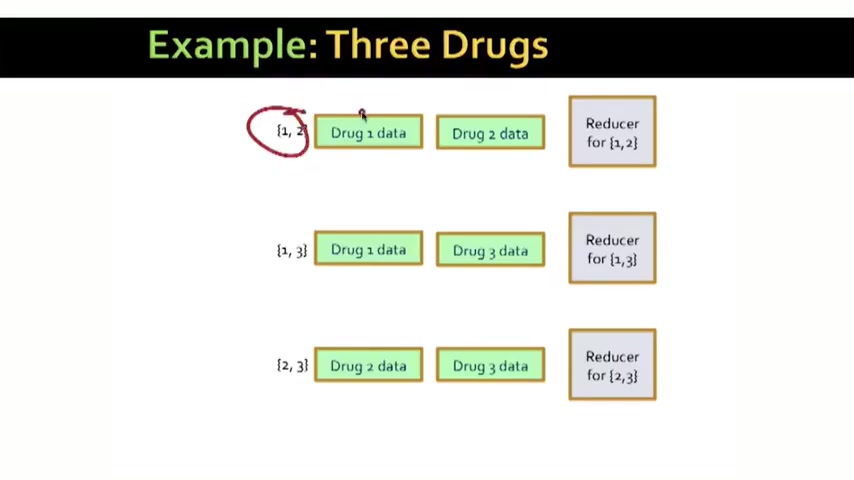 Example: Three Drugs
{1, 2} Drug 1 data Drug 2 data Reducer
for {1,2}
{1, 3} Drug 1 data Drug 3 data Reducer
for {1,3}
{2, 3} Drug 2 data Drug 3 data Reducer
for {2,3}